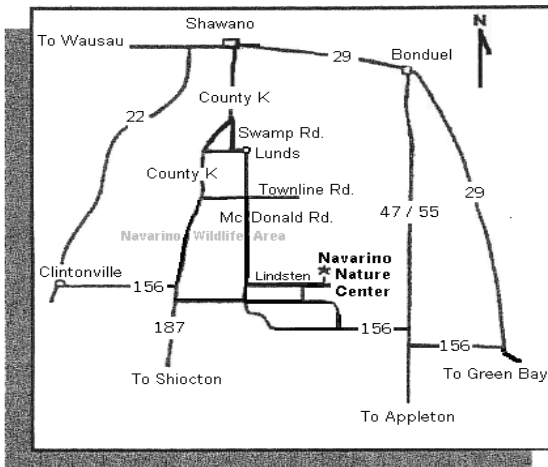 Shawano
N
To Wausau
Bonduel
29
County K
22
Swamp Rd.
Lunds
County K
Townline Rd.
29
47 / 55
McDonald Rd.
Navarino Wildlife Area
Navarino
Nature
Center
Clintonville
Lindsten
156
187
156
156
To Shiocton
To Green Bay
To Appleton